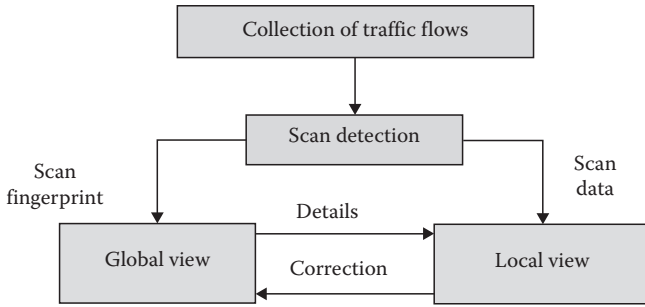 Collection of traffic flows
Scan detection
Scan
fingerprint
Scan
data
Details
Global view
Local view
Correction